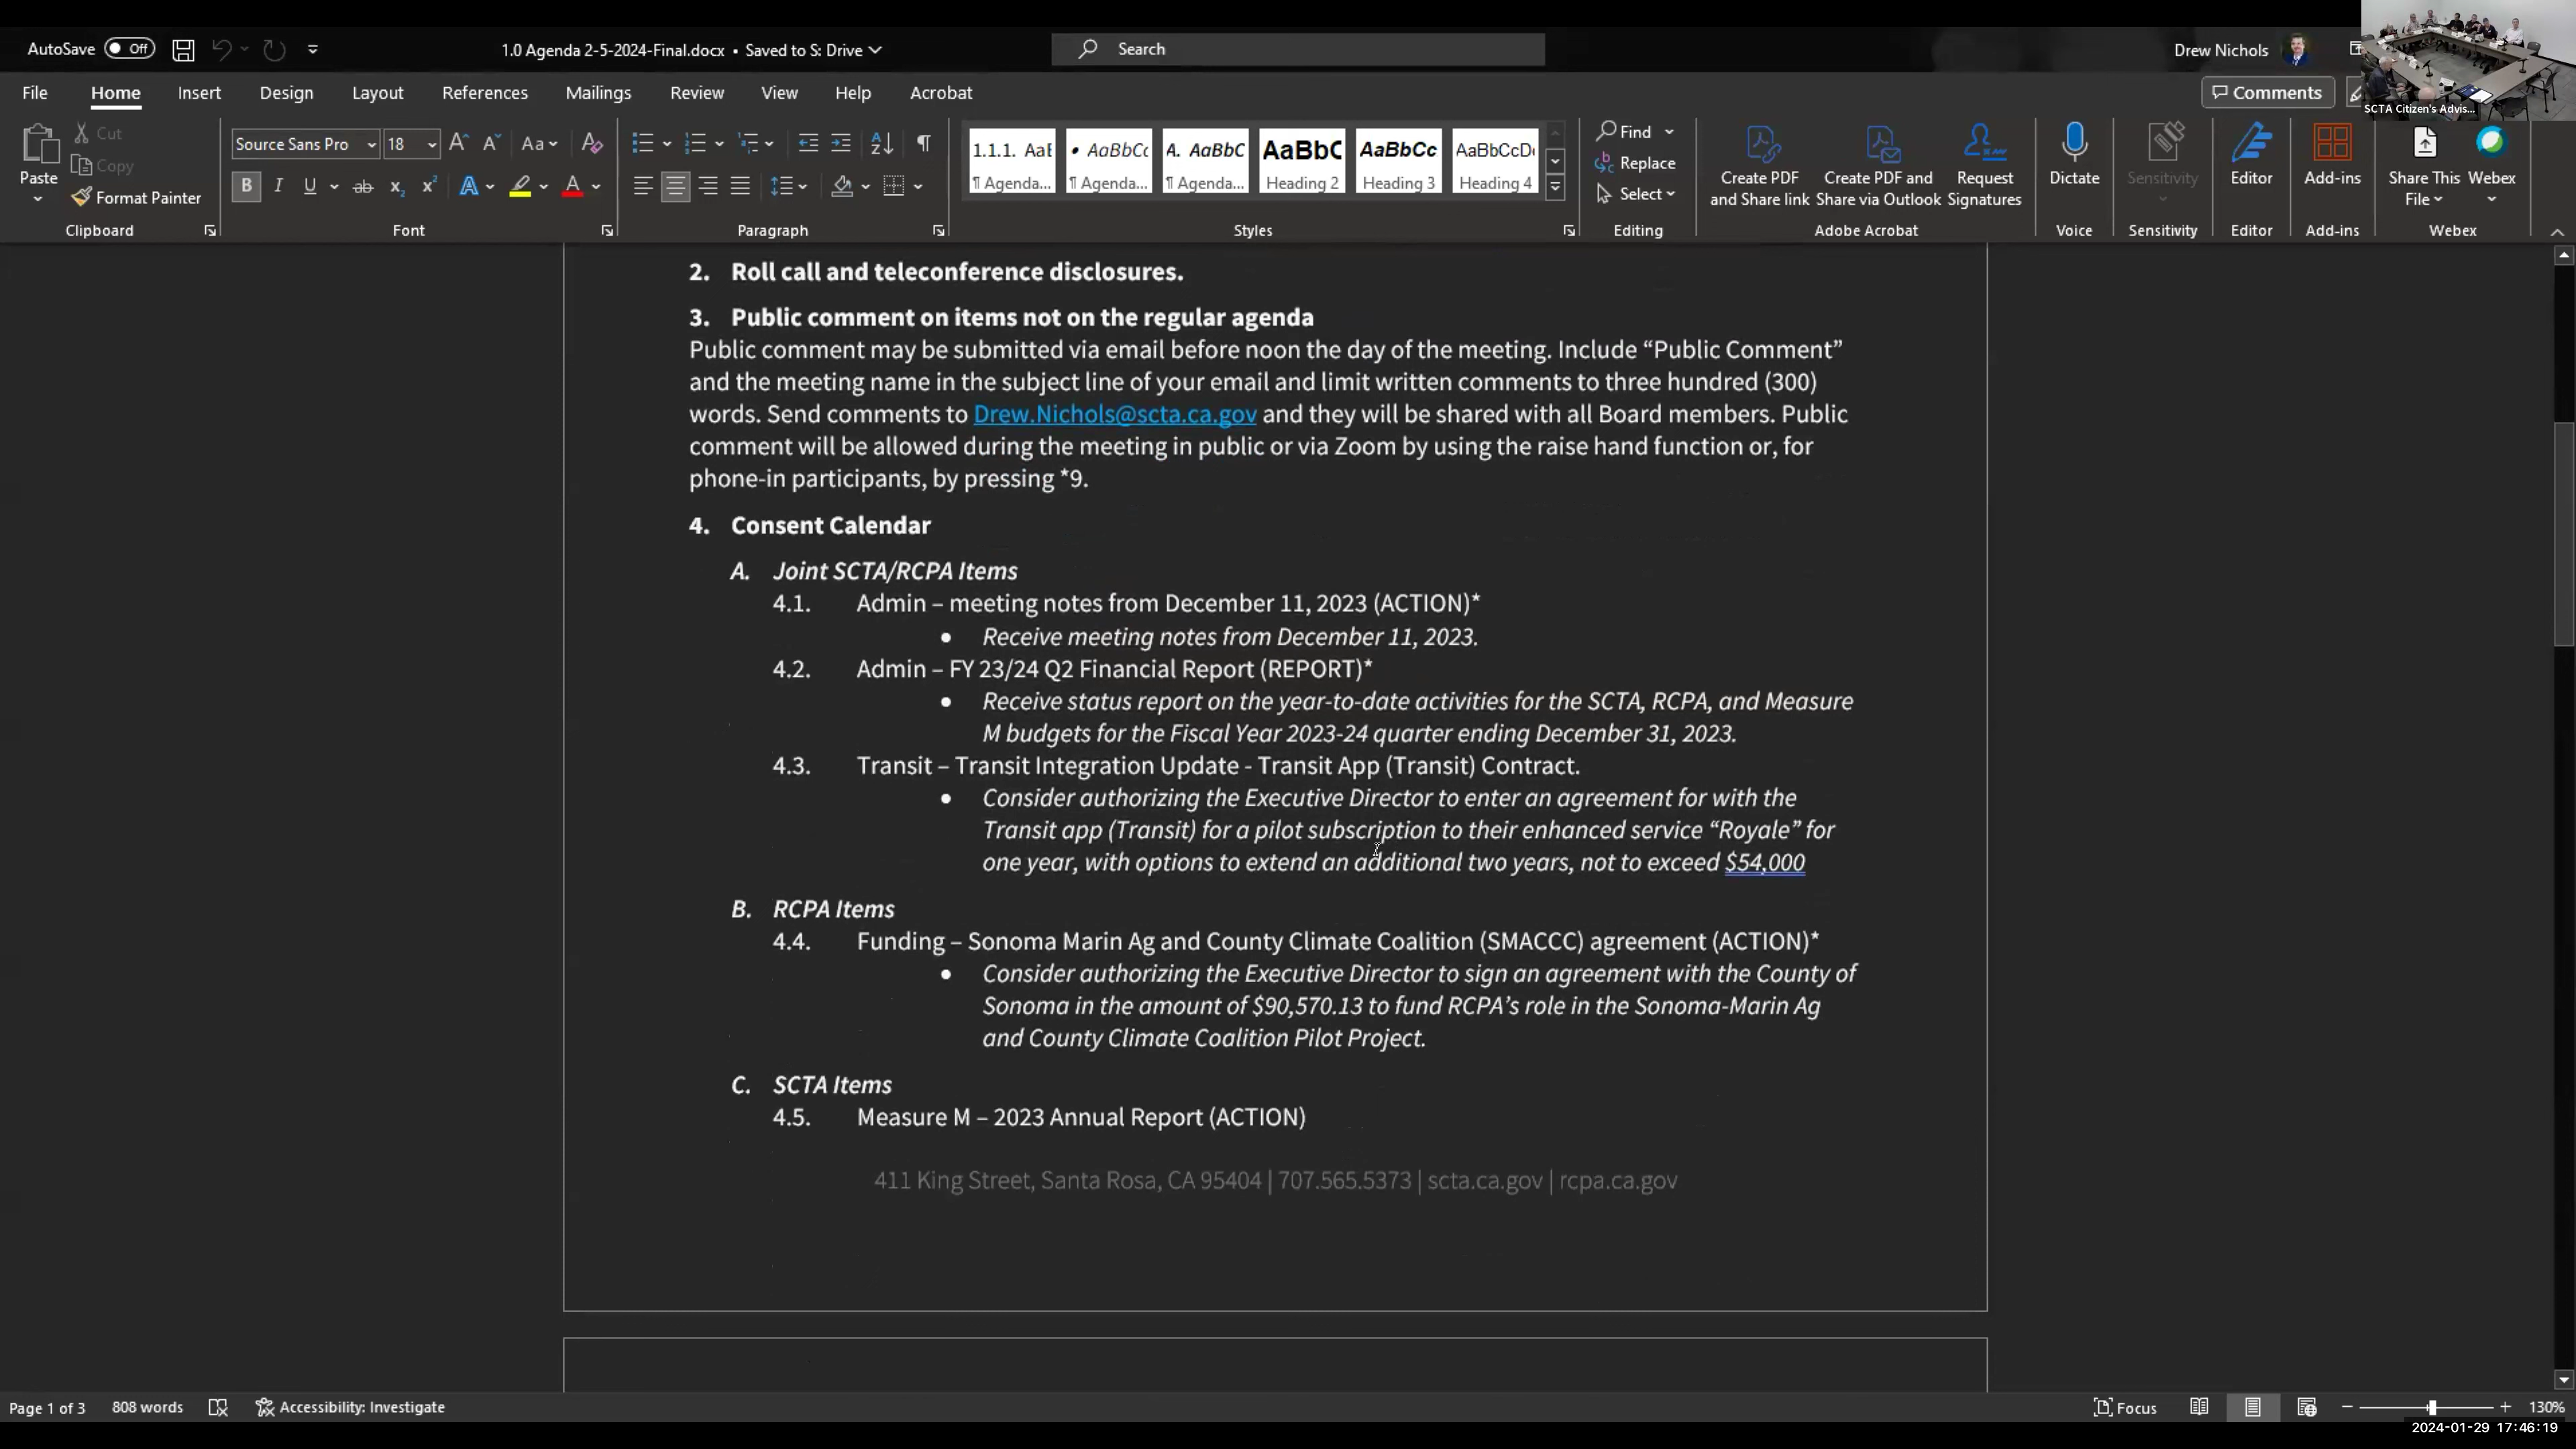 AutoSave Off 1.0 Agenda 2-5-2024-Final.docx • Saved to S: Drive Search Drew Nichols
File Home Insert Design Layout References Mailings Review View Help Acrobat Comments
SCTA Citizen's Advis...
Paste Cut Copy Format Painter
Source Sans Pro 18
1.1.1. AaB • AaBbCc A. AaBbC AaBbC AaBbCc AaBbCcD
¶ Agenda... ¶ Agenda... ¶ Agenda... Heading 2 Heading 3 Heading 4
Find Replace Select
Create PDF and Share link Create PDF and Share via Outlook Request Signatures Dictate Sensitivity Editor Add-ins Share This File Webex
Clipboard Font Paragraph Styles Editing Adobe Acrobat Voice Sensitivity Editor Add-ins Webex
2. Roll call and teleconference disclosures.
3. Public comment on items not on the regular agenda
Public comment may be submitted via email before noon the day of the meeting. Include “Public Comment”
and the meeting name in the subject line of your email and limit written comments to three hundred (300)
words. Send comments to Drew.Nichols@scta.ca.gov and they will be shared with all Board members. Public
comment will be allowed during the meeting in public or via Zoom by using the raise hand function or, for
phone-in participants, by pressing *9.
4. Consent Calendar
A. Joint SCTA/RCPA Items
4.1. Admin – meeting notes from December 11, 2023 (ACTION)*
• Receive meeting notes from December 11, 2023.
4.2. Admin – FY 23/24 Q2 Financial Report (REPORT)*
• Receive status report on the year-to-date activities for the SCTA, RCPA, and Measure
M budgets for the Fiscal Year 2023-24 quarter ending December 31, 2023.
4.3. Transit – Transit Integration Update - Transit App (Transit) Contract.
• Consider authorizing the Executive Director to enter an agreement for with the
Transit app (Transit) for a pilot subscription to their enhanced service “Royale” for
one year, with options to extend an additional two years, not to exceed $54,000
B. RCPA Items
4.4. Funding – Sonoma Marin Ag and County Climate Coalition (SMACCC) agreement (ACTION)*
• Consider authorizing the Executive Director to sign an agreement with the County of
Sonoma in the amount of $90,570.13 to fund RCPA’s role in the Sonoma-Marin Ag
and County Climate Coalition Pilot Project.
C. SCTA Items
4.5. Measure M – 2023 Annual Report (ACTION)
411 King Street, Santa Rosa, CA 95404 | 707.565.5373 | scta.ca.gov | rcpa.ca.gov
Page 1 of 3 808 words Accessibility: Investigate Focus 130%
2024-01-29 17:46:19